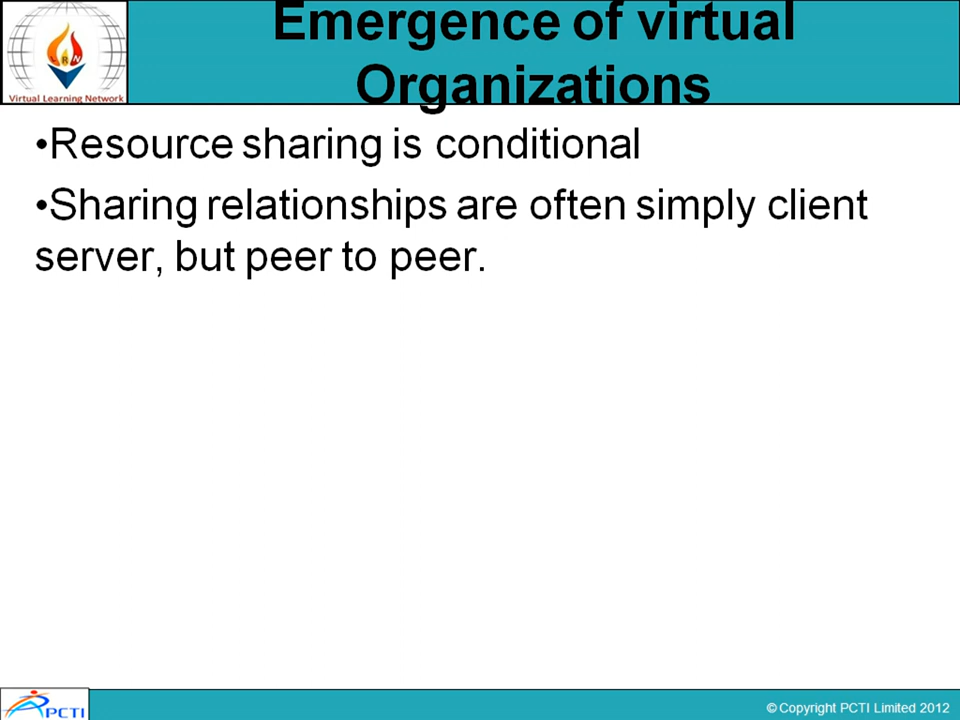 Emergence of virtual
Organizations
RN
Virtual Learning Network
•Resource sharing is conditional
•Sharing relationships are often simply client
server, but peer to peer.
PCTI
© Copyright PCTI Limited 2012